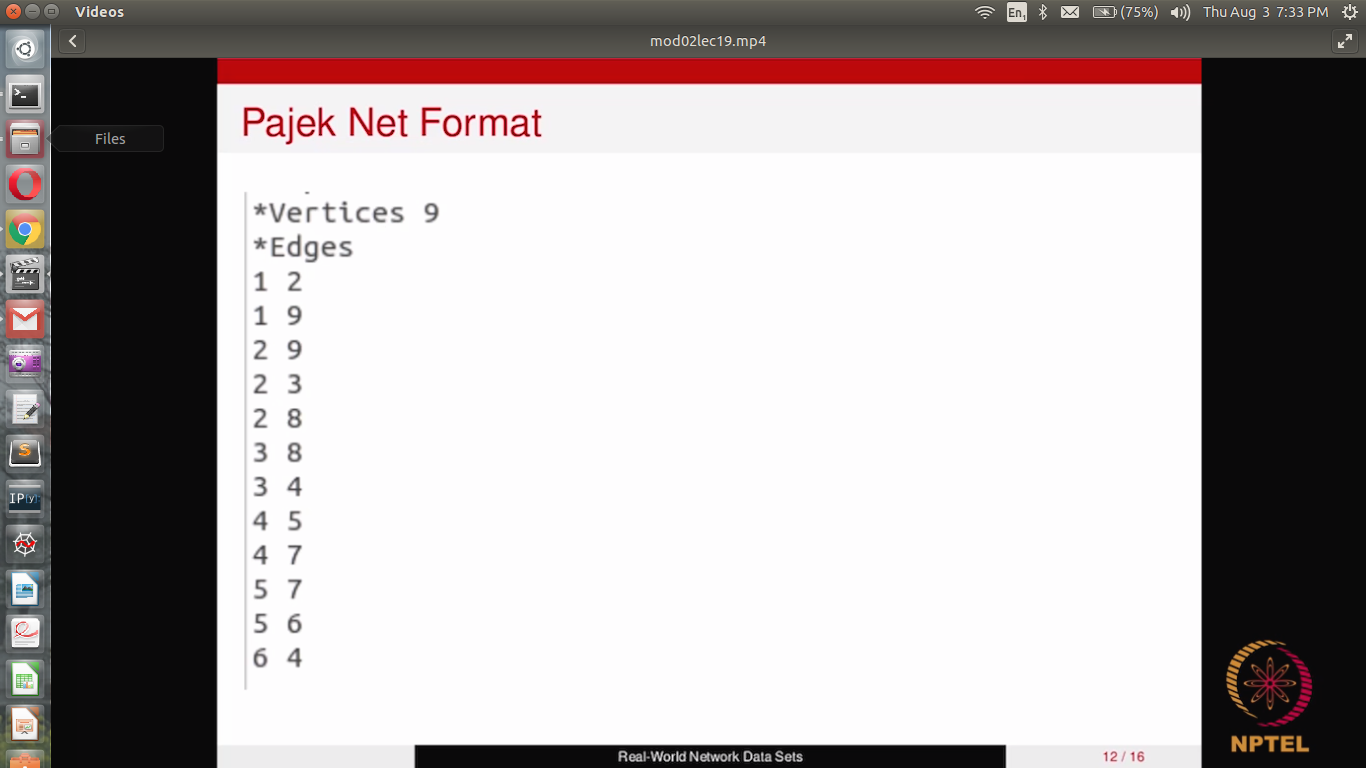 Videos
En1
(75%)
Thu Aug 3 7:33 PM
mod02lec19.mp4
Files
Pajek Net Format
*Vertices 9
*Edges
1 2
1 9
2 9
2 3
2 8
3 8
3 4
4 5
4 7
5 7
5 6
6 4
S
IP[y]:
NPTEL
Real-World Network Data Sets
12 / 16